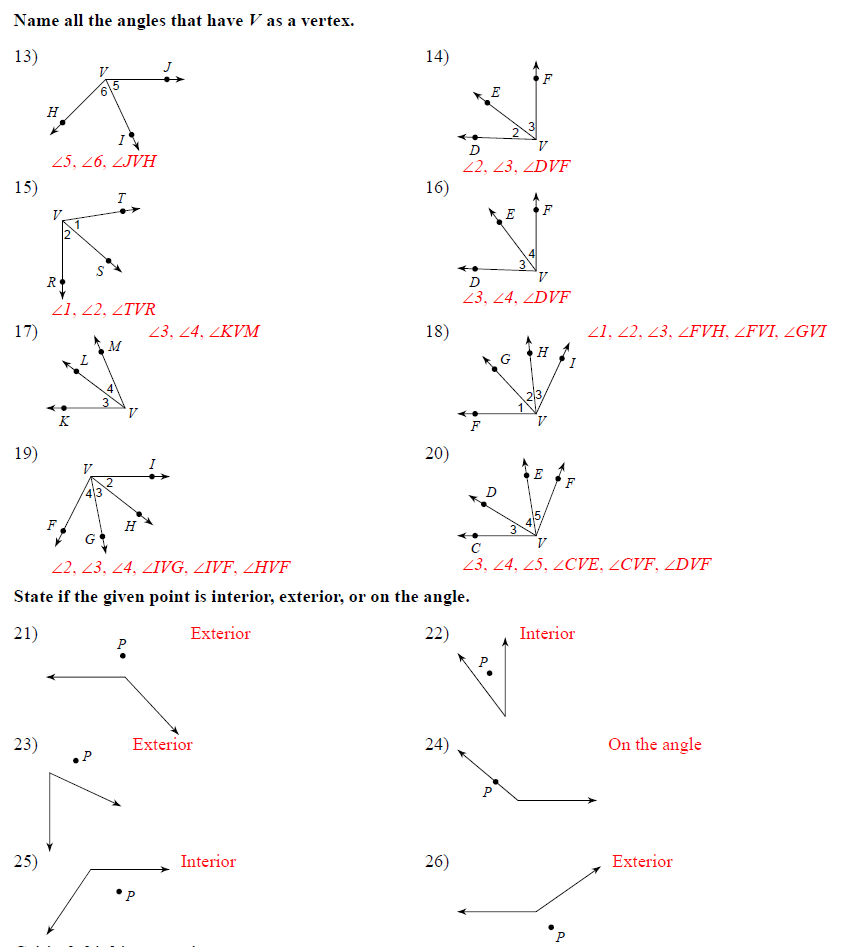 Name all the angles that have V as a vertex.
13)
V
J
5
6
H
I
∠5, ∠6, ∠JVH
14)
F
E
3
2
D
V
∠2, ∠3, ∠DVF
15)
T
V
1
2
S
R
∠1, ∠2, ∠TVR
16)
E
F
4
3
D
V
∠3, ∠4, ∠DVF
17)
∠3, ∠4, ∠KVM
M
L
4
3
K
V
18)
∠1, ∠2, ∠3, ∠FVH, ∠FVI, ∠GVI
G
H
I
2
3
1
F
V
19)
V
I
2
4
3
F
G
H
∠2, ∠3, ∠4, ∠IVG, ∠IVF, ∠HVF
20)
E
F
D
5
4
3
C
V
∠3, ∠4, ∠5, ∠CVE, ∠CVF, ∠DVF
State if the given point is interior, exterior, or on the angle.
21)
Exterior
P
22)
Interior
P
23)
Exterior
P
24)
On the angle
P
25)
Interior
P
26)
Exterior
P